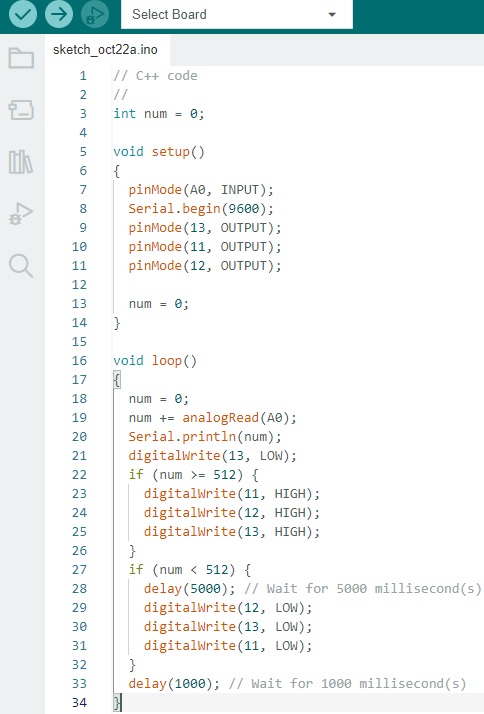 Select Board
sketch_oct22a.ino
1 // C++ code
2 //
3 int num = 0;
4
5 void setup()
6 {
7   pinMode(A0, INPUT);
8   Serial.begin(9600);
9   pinMode(13, OUTPUT);
10   pinMode(11, OUTPUT);
11   pinMode(12, OUTPUT);
12
13   num = 0;
14 }
15
16 void loop()
17 {
18   num = 0;
19   num += analogRead(A0);
20   Serial.println(num);
21   digitalWrite(13, LOW);
22   if (num >= 512) {
23     digitalWrite(11, HIGH);
24     digitalWrite(12, HIGH);
25     digitalWrite(13, HIGH);
26   }
27   if (num < 512) {
28     delay(5000); // Wait for 5000 millisecond(s)
29     digitalWrite(12, LOW);
30     digitalWrite(13, LOW);
31     digitalWrite(11, LOW);
32   }
33   delay(1000); // Wait for 1000 millisecond(s)
34 }